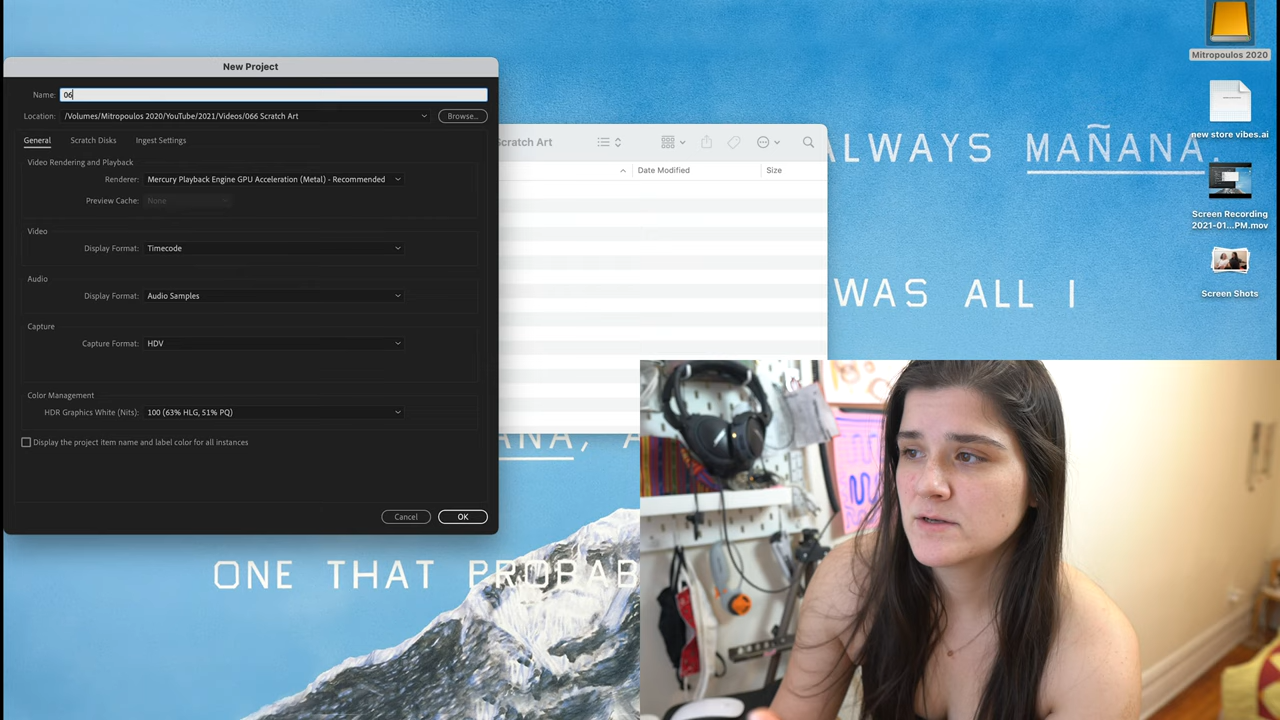 New Project
Name: 06
Location: /Volumes/Mitropoulos 2020/YouTube/2021/Videos/066 Scratch Art
Browse...
General Scratch Disks Ingest Settings
Video Rendering and Playback
Renderer: Mercury Playback Engine GPU Acceleration (Metal) - Recommended
Preview Cache: None
Video
Display Format: Timecode
Audio
Display Format: Audio Samples
Capture
Capture Format: HDV
Color Management
HDR Graphics White (Nits): 100 (63% HLG, 51% PQ)
Display the project item name and label color for all instances
Cancel OK
Scratch Art
Date Modified Size
ALWAYS MAÑANA,
WAS ALL I
ONE THAT
Mitropoulos 2020
new store vibes.ai
Screen Recording
2021-01...PM.mov
Screen Shots